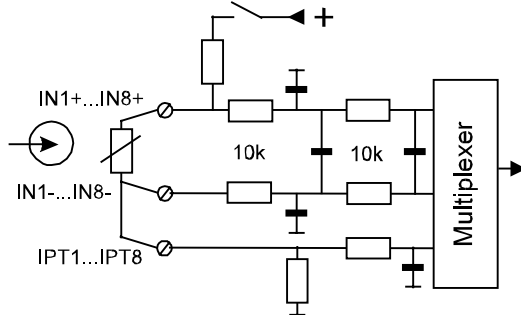 +
IN1+...IN8+
10k
10k
IN1-...IN8-
IPT1...IPT8
Multiplexer